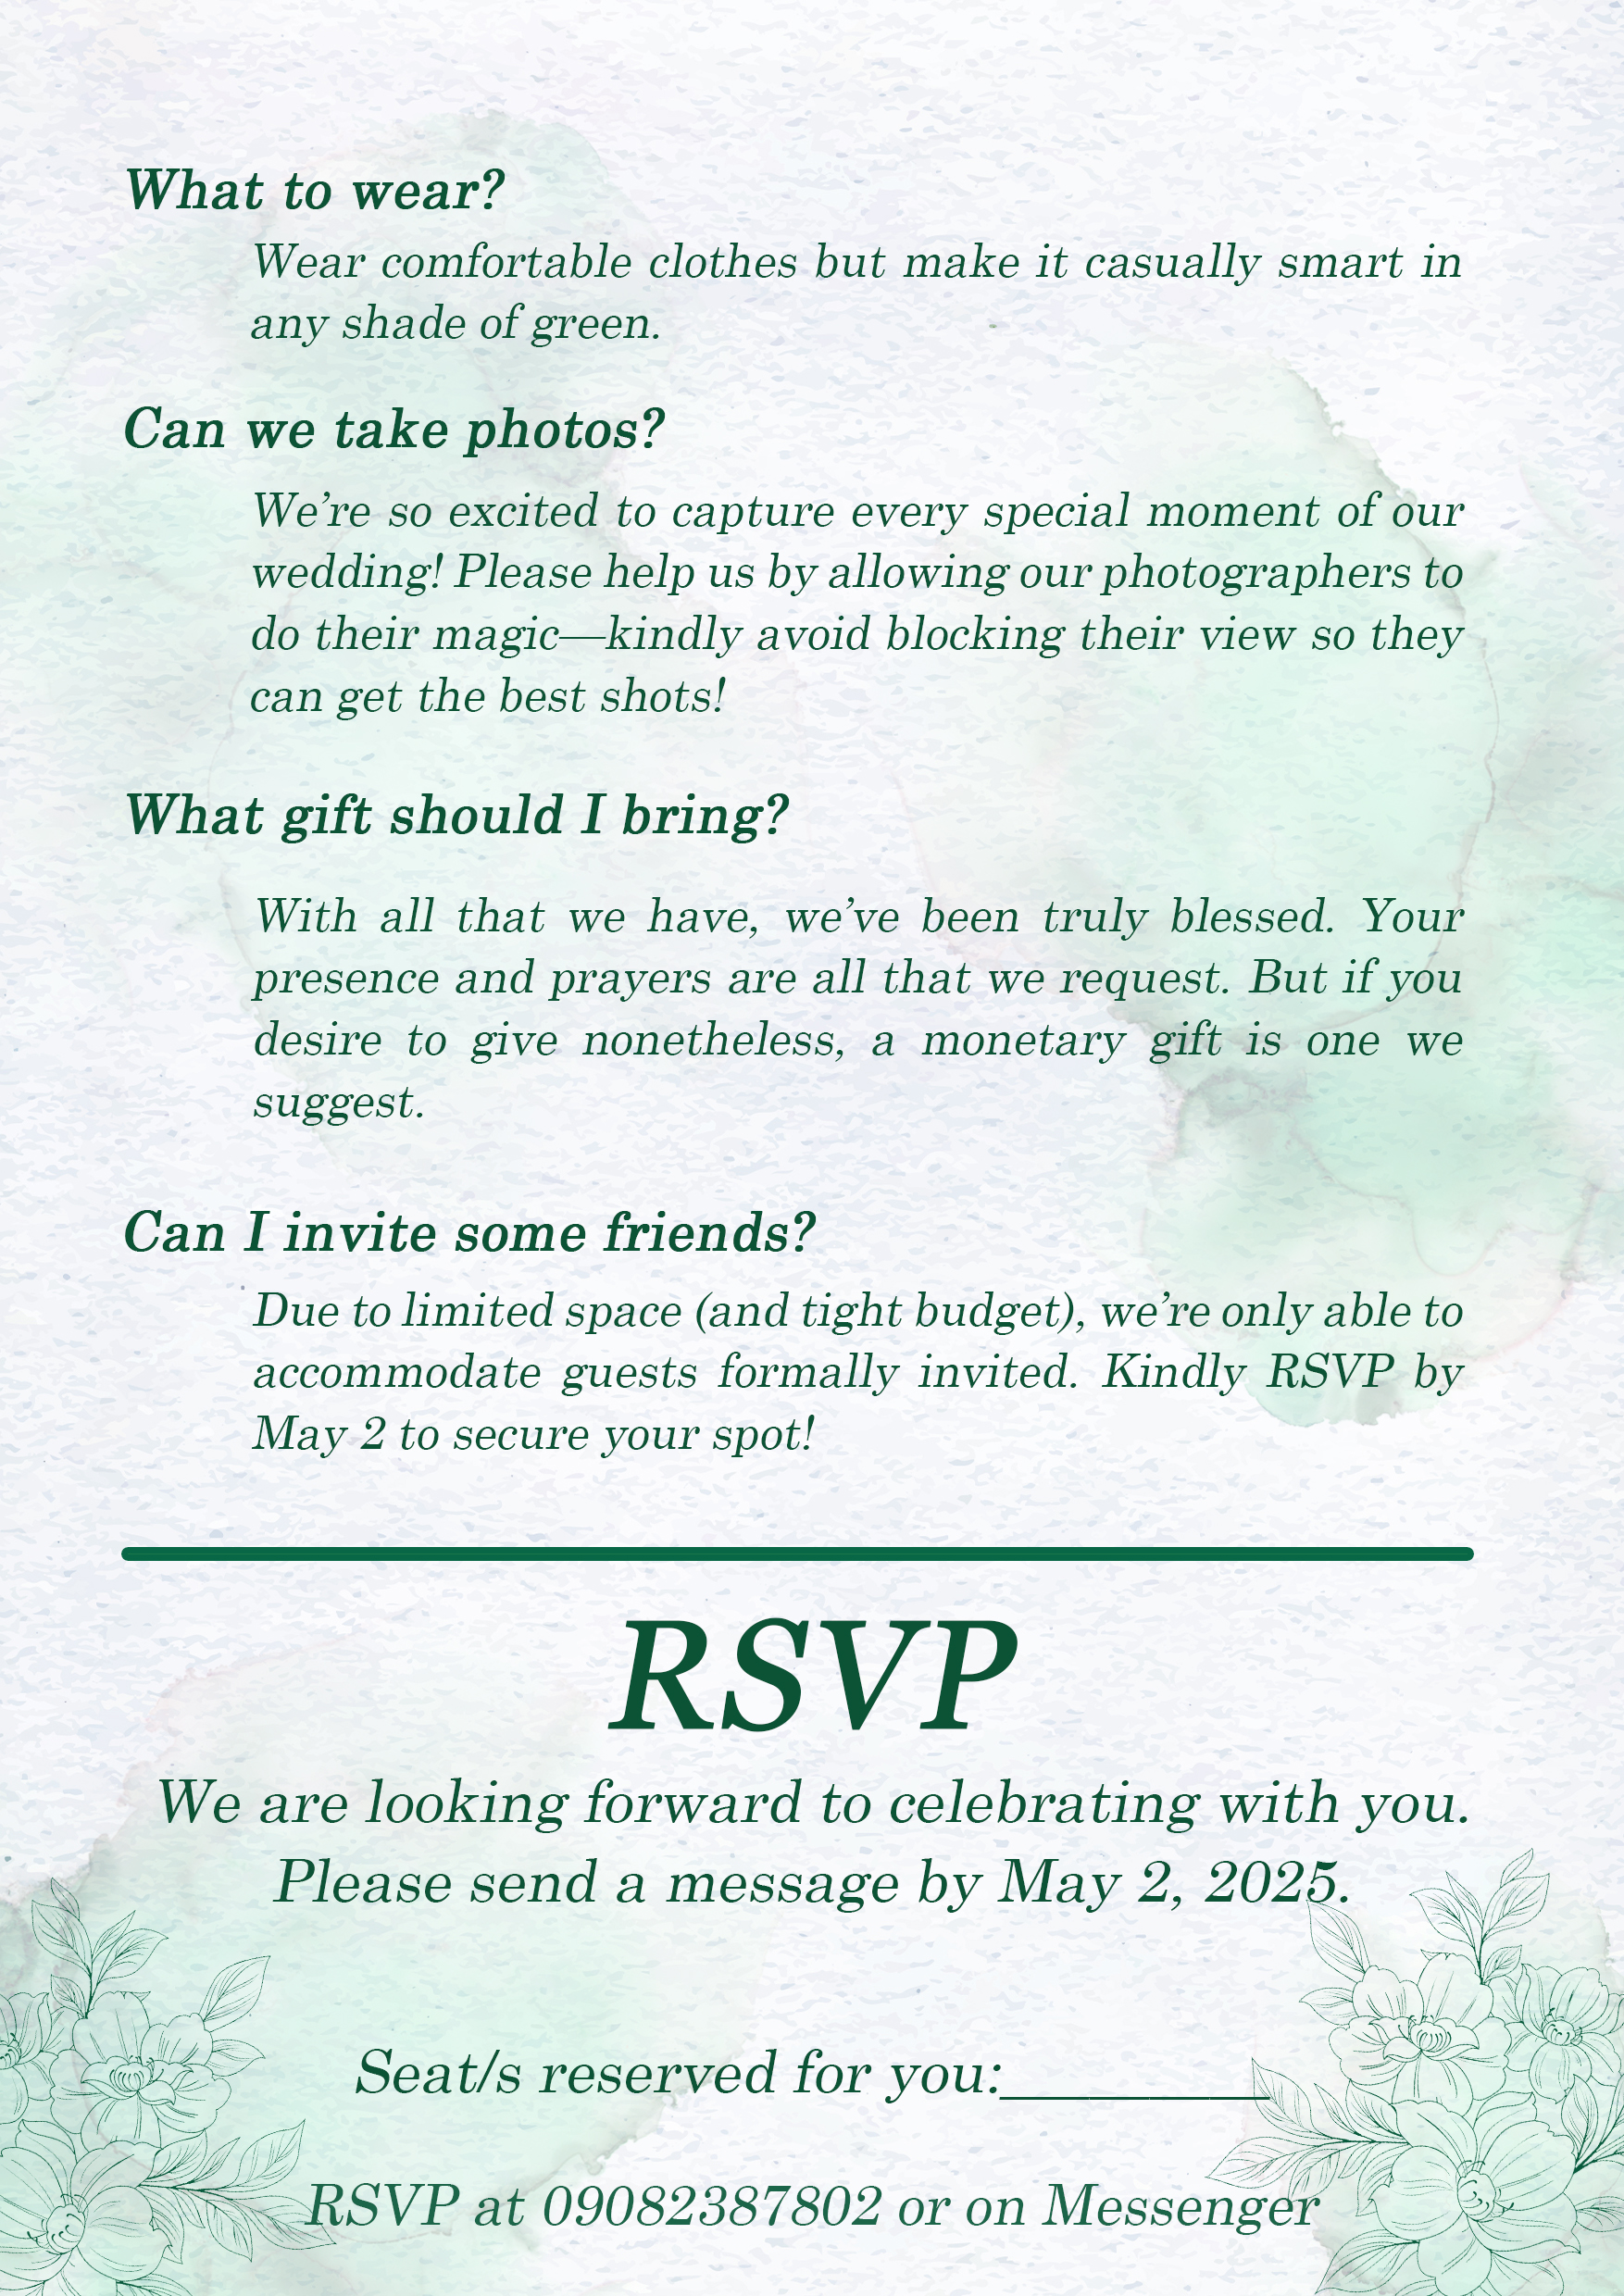 What to wear?
Wear comfortable clothes but make it casually smart in
any shade of green.
Can we take photos?
We’re so excited to capture every special moment of our
wedding! Please help us by allowing our photographers to
do their magic—kindly avoid blocking their view so they
can get the best shots!
What gift should I bring?
With all that we have, we’ve been truly blessed. Your
presence and prayers are all that we request. But if you
desire to give nonetheless, a monetary gift is one we
suggest.
Can I invite some friends?
Due to limited space (and tight budget), we’re only able to
accommodate guests formally invited. Kindly RSVP by
May 2 to secure your spot!
RSVP
We are looking forward to celebrating with you.
Please send a message by May 2, 2025.
Seat/s reserved for you:_________
RSVP at 09082387802 or on Messenger